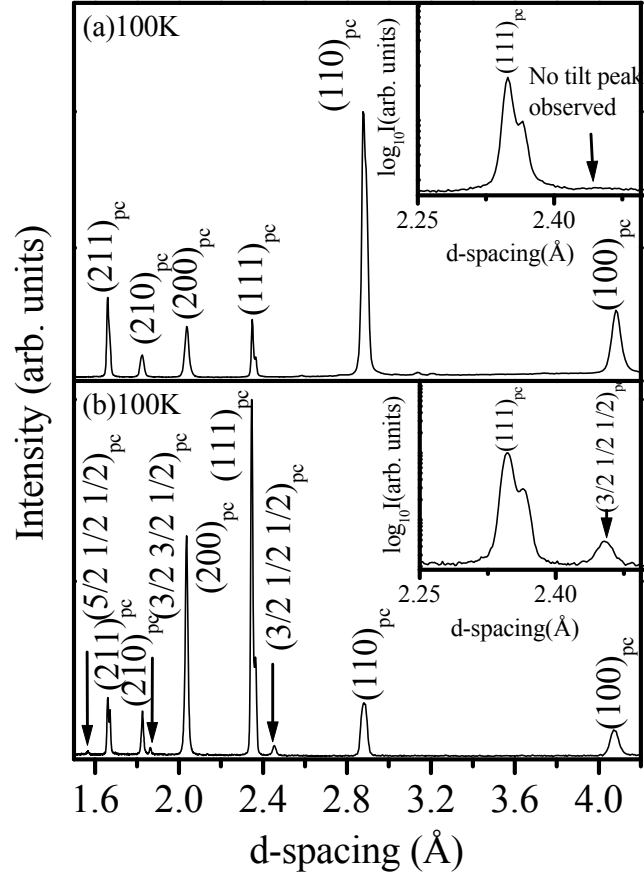 (a)100K
(211)pc
(210)pc
(200)pc
(111)pc
(110)pc
(100)pc
log10I(arb. units)
(111)pc
No tilt peak
observed
2.25
2.40
d-spacing(Å)
Intensity (arb. units)
(b)100K
(5/2 1/2 1/2)pc
(211)pc
(210)pc
(3/2 3/2 1/2)pc
(200)pc
(111)pc
(3/2 1/2 1/2)pc
(110)pc
(100)pc
log10I(arb. units)
(111)pc
(3/2 1/2 1/2)pc
2.25
2.40
d-spacing(Å)
1.6 2.0 2.4 2.8 3.2 3.6 4.0
d-spacing (Å)